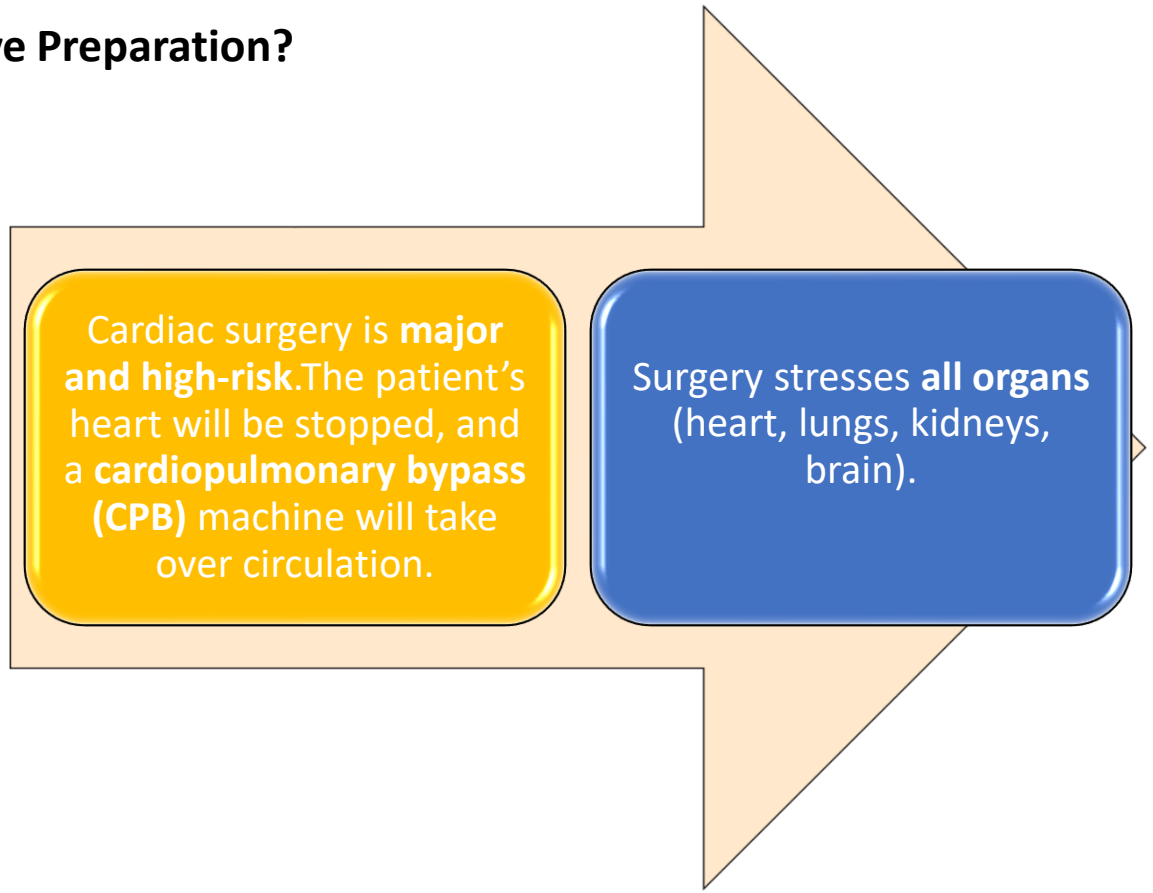 ve Preparation?
Cardiac surgery is major
and high-risk.The patient’s
heart will be stopped, and
a cardiopulmonary bypass
(CPB) machine will take
over circulation.
Surgery stresses all organs
(heart, lungs, kidneys,
brain).